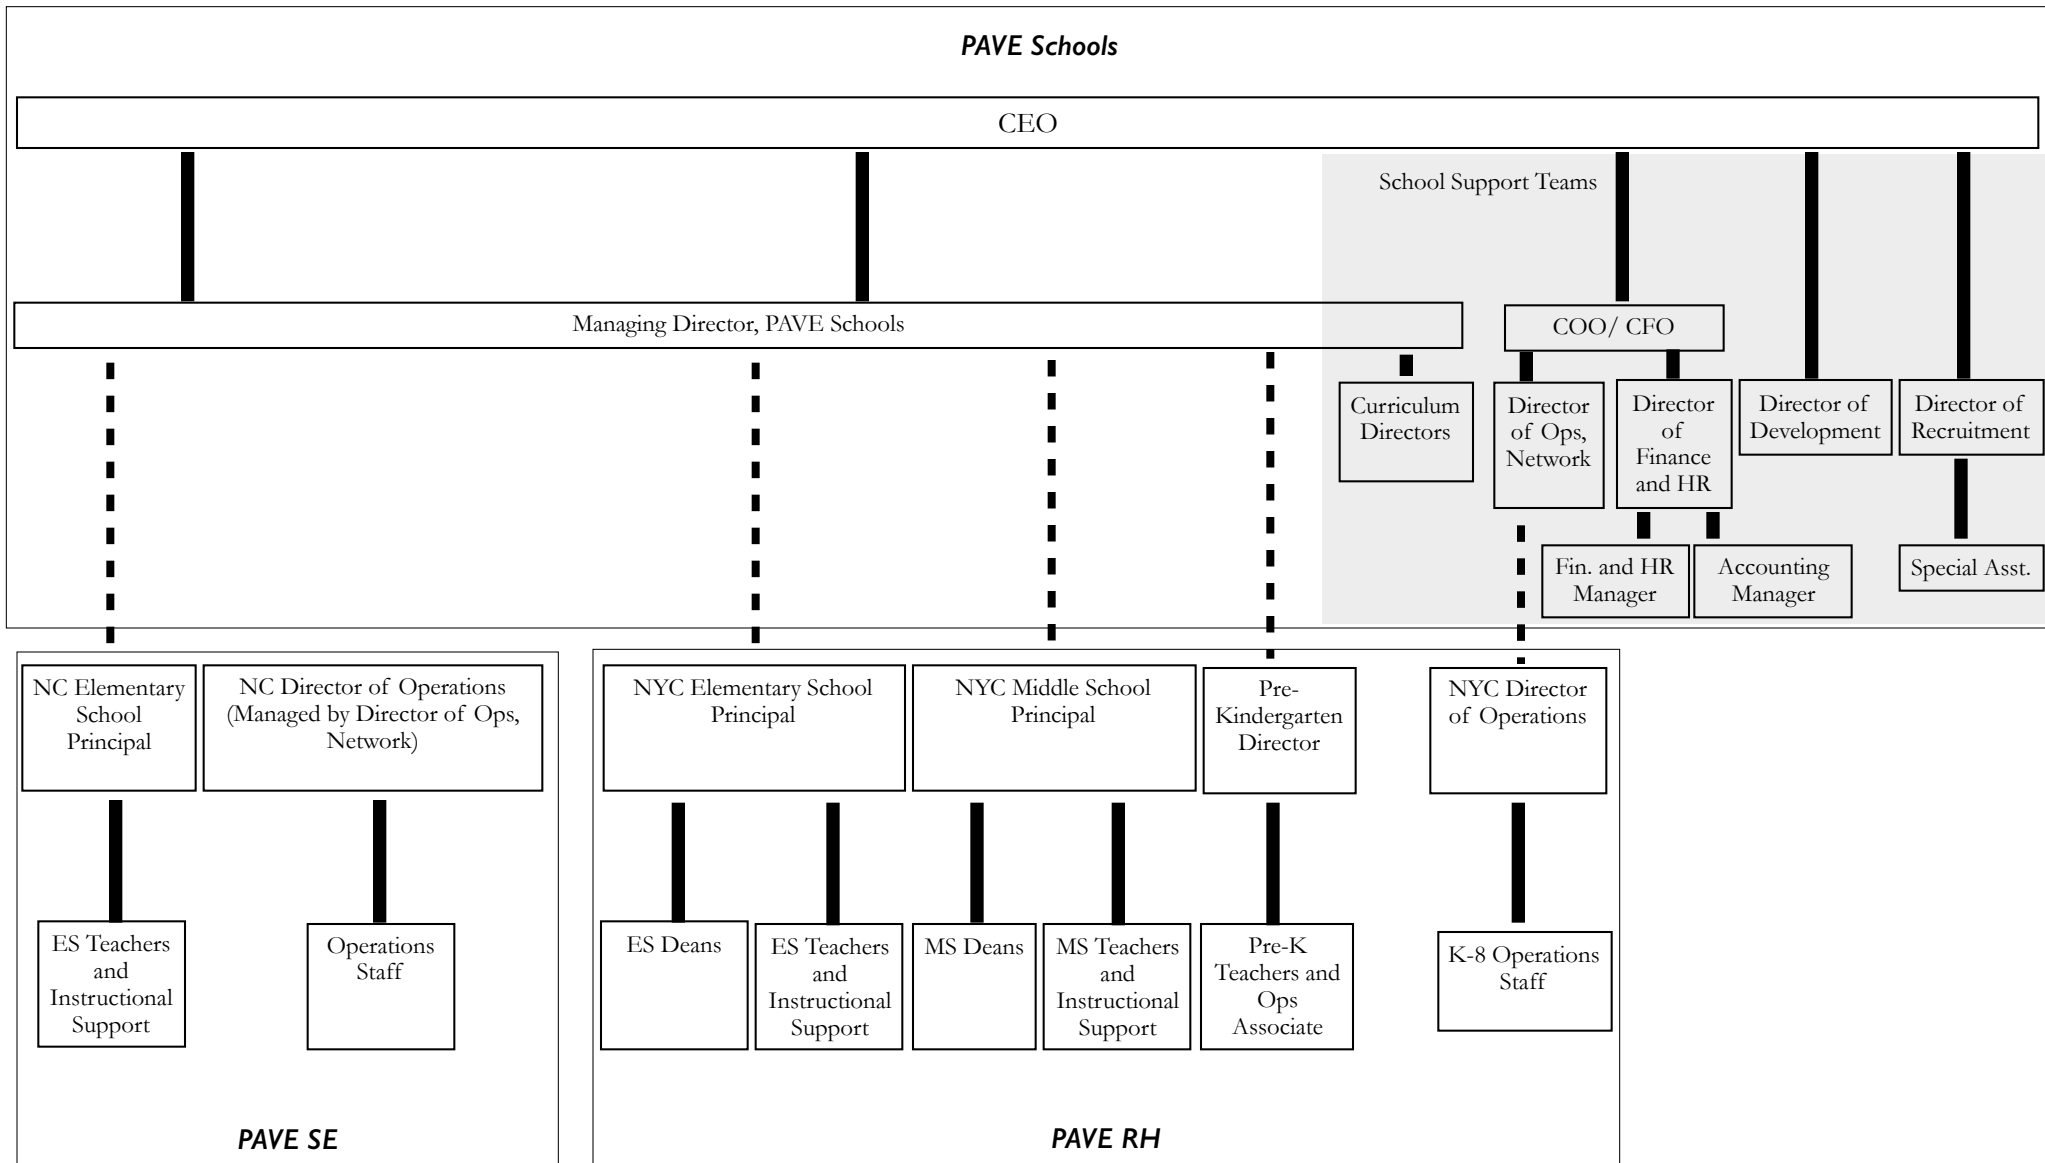 PAVE Schools
CEO
School Support Teams
Managing Director, PAVE Schools
COO/ CFO
Curriculum
Directors
Director
of Ops,
Network
Director
of
Finance
and HR
Director of
Development
Director of
Recruitment
Fin. and HR
Manager
Accounting
Manager
Special Asst.
NC Elementary
School
Principal
NC Director of Operations
(Managed by Director of Ops,
Network)
NYC Elementary School
Principal
NYC Middle School
Principal
Pre-
Kindergarten
Director
NYC Director
of Operations
ES Teachers
and
Instructional
Support
Operations
Staff
ES Deans
ES Teachers
and
Instructional
Support
MS Deans
MS Teachers
and
Instructional
Support
Pre-K
Teachers and
Ops
Associate
K-8 Operations
Staff
PAVE SE
PAVE RH